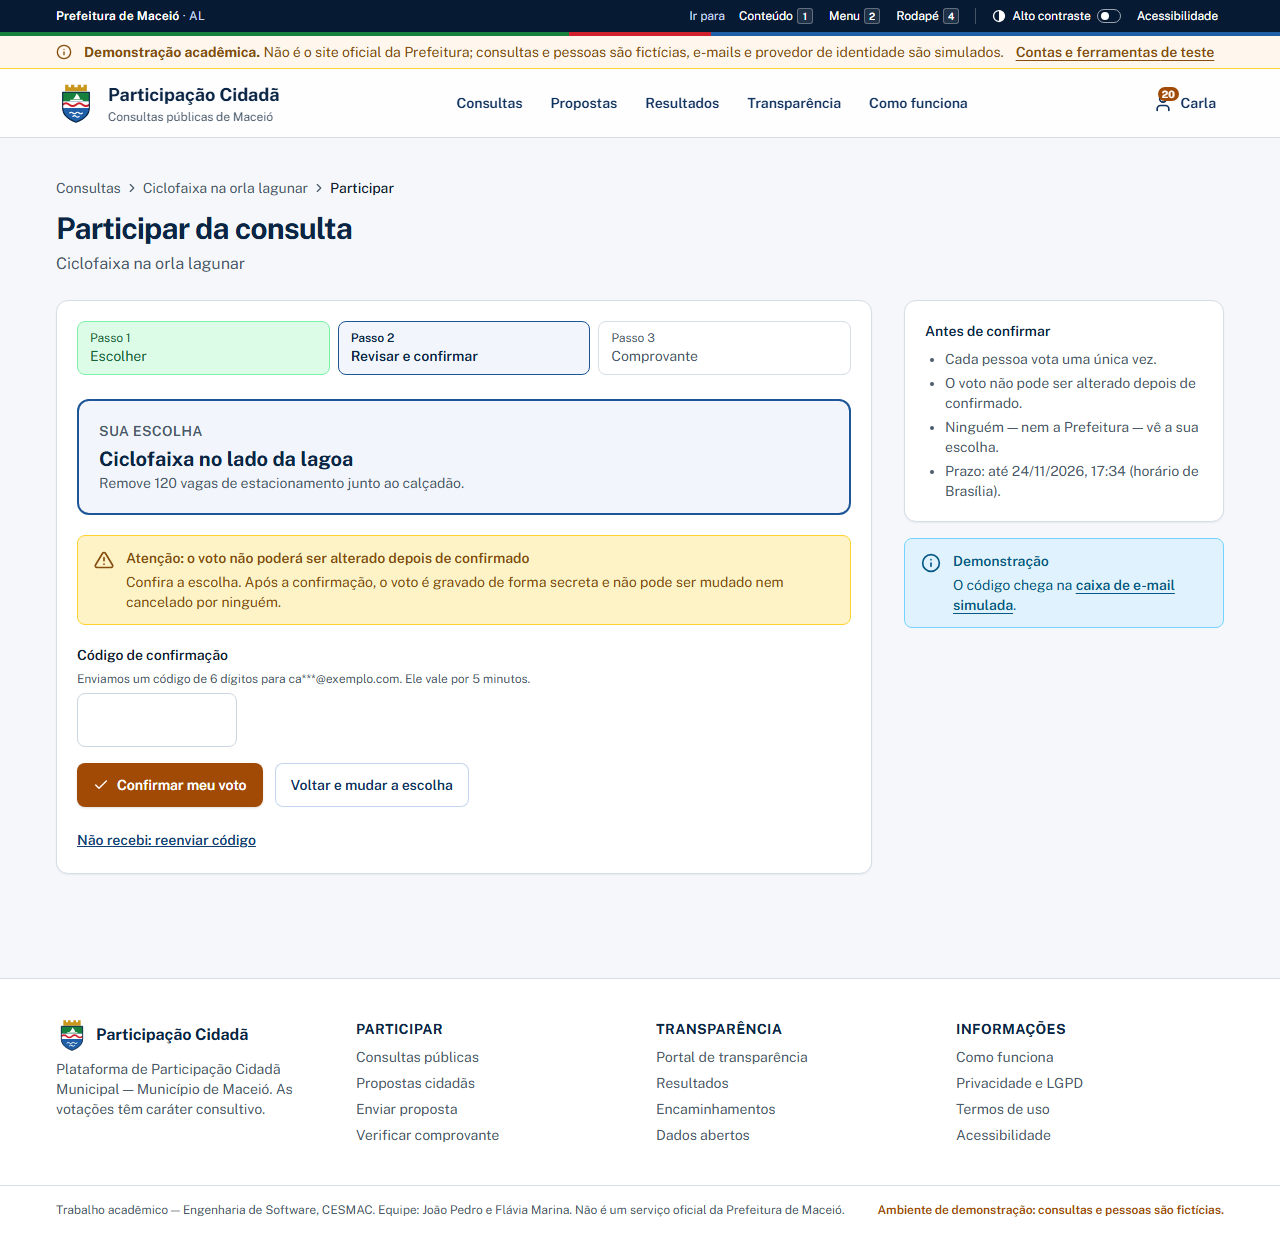 Prefeitura de Maceió · AL
Ir para Conteúdo 1 Menu 2 Rodapé 4 Alto contraste Acessibilidade
Demonstração acadêmica. Não é o site oficial da Prefeitura; consultas e pessoas são fictícias, e-mails e provedor de identidade são simulados. Contas e ferramentas de teste
Participação Cidadã
Consultas públicas de Maceió
Consultas Propostas Resultados Transparência Como funciona
20 Carla
Consultas > Ciclofaixa na orla lagunar > Participar
Participar da consulta
Ciclofaixa na orla lagunar
Passo 1
Escolher
Passo 2
Revisar e confirmar
Passo 3
Comprovante
SUA ESCOLHA
Ciclofaixa no lado da lagoa
Remove 120 vagas de estacionamento junto ao calçadão.
Atenção: o voto não poderá ser alterado depois de confirmado
Confira a escolha. Após a confirmação, o voto é gravado de forma secreta e não pode ser mudado nem
cancelado por ninguém.
Código de confirmação
Enviamos um código de 6 dígitos para ca***@exemplo.com. Ele vale por 5 minutos.
Confirmar meu voto
Voltar e mudar a escolha
Não recebi: reenviar código
Antes de confirmar
• Cada pessoa vota uma única vez.
• O voto não pode ser alterado depois de
confirmado.
• Ninguém — nem a Prefeitura — vê a sua
escolha.
• Prazo: até 24/11/2026, 17:34 (horário de
Brasília).
Demonstração
O código chega na caixa de e-mail
simulada.
Participação Cidadã
Plataforma de Participação Cidadã
Municipal — Município de Maceió. As
votações têm caráter consultivo.
PARTICIPAR
Consultas públicas
Propostas cidadãs
Enviar proposta
Verificar comprovante
TRANSPARÊNCIA
Portal de transparência
Resultados
Encaminhamentos
Dados abertos
INFORMAÇÕES
Como funciona
Privacidade e LGPD
Termos de uso
Acessibilidade
Trabalho acadêmico — Engenharia de Software, CESMAC. Equipe: João Pedro e Flávia Marina. Não é um serviço oficial da Prefeitura de Maceió.
Ambiente de demonstração: consultas e pessoas são fictícias.